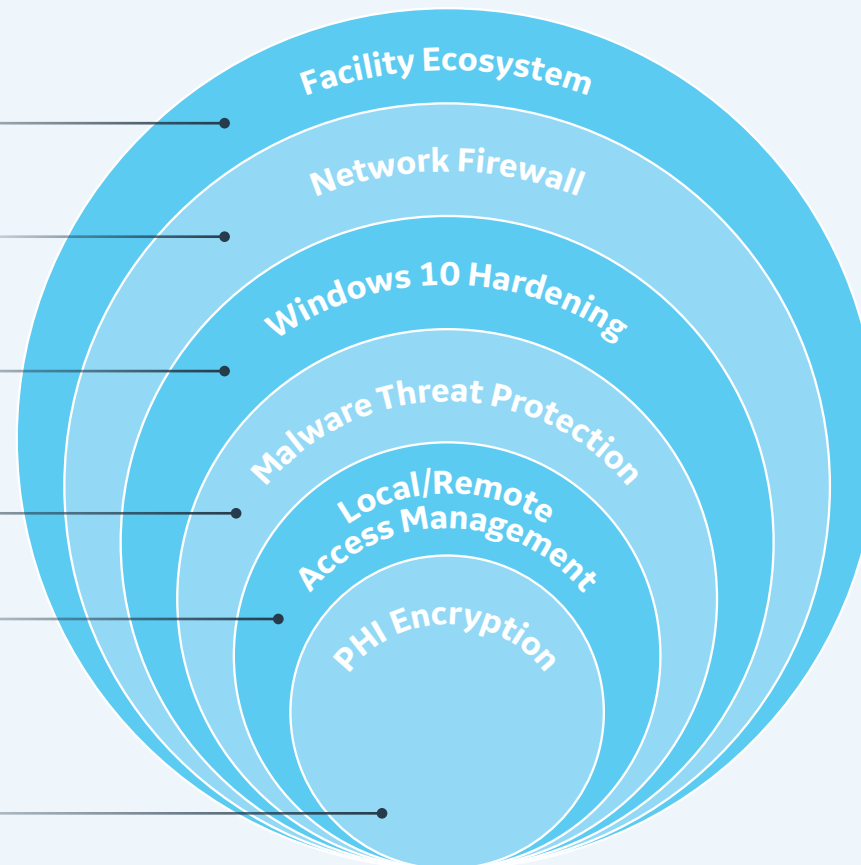 Facility Ecosystem
Network Firewall
Windows 10 Hardening
Malware Threat Protection
Local/Remote
Access Management
PHI Encryption